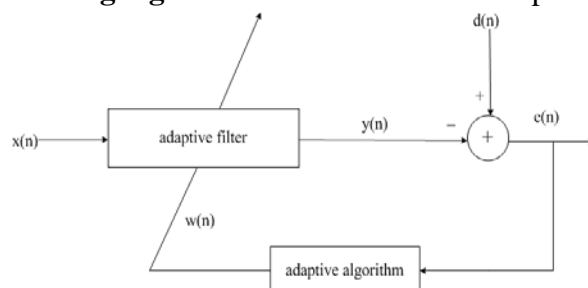 d(n)
+
x(n)
adaptive filter
y(n)
−
+
e(n)
w(n)
adaptive algorithm